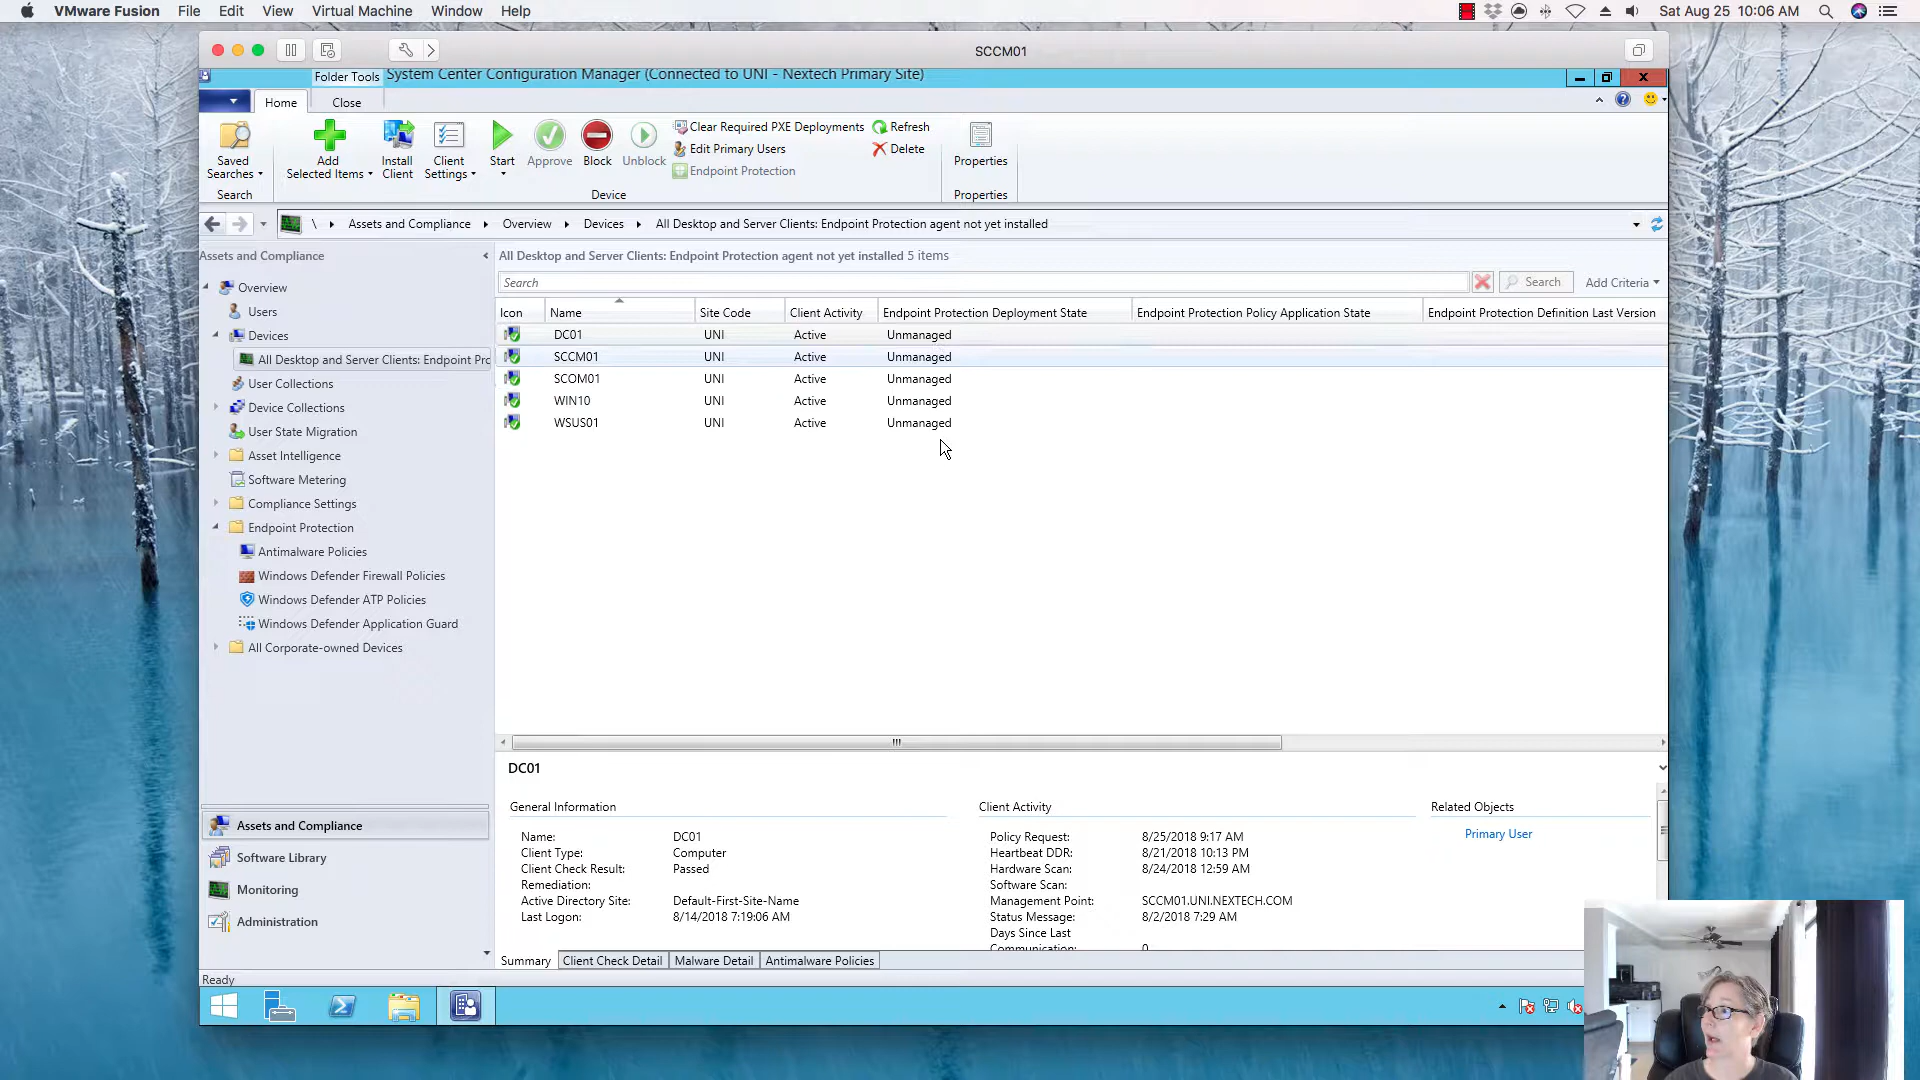 VMware Fusion File Edit View Virtual Machine Window Help Sat Aug 25 10:06 AM
SCCM01
Folder Tools System Center Configuration Manager (Connected to UNI - Nextech Primary Site)
Home Close
Saved Searches
Add Selected Items
Install Client
Client Settings
Start
Approve
Block
Unblock
Clear Required PXE Deployments
Edit Primary Users
Endpoint Protection
Refresh
Delete
Properties
Search Device Properties
\ Assets and Compliance Overview Devices All Desktop and Server Clients: Endpoint Protection agent not yet installed
Assets and Compliance
Overview
Users
Devices
All Desktop and Server Clients: Endpoint Prc
User Collections
Device Collections
User State Migration
Asset Intelligence
Software Metering
Compliance Settings
Endpoint Protection
Antimalware Policies
Windows Defender Firewall Policies
Windows Defender ATP Policies
Windows Defender Application Guard
All Corporate-owned Devices
Assets and Compliance
Software Library
Monitoring
Administration
All Desktop and Server Clients: Endpoint Protection agent not yet installed 5 items
Search Search Add Criteria
Icon Name Site Code Client Activity Endpoint Protection Deployment State Endpoint Protection Policy Application State Endpoint Protection Definition Last Version
DC01 UNI Active Unmanaged
SCCM01 UNI Active Unmanaged
SCOM01 UNI Active Unmanaged
WIN10 UNI Active Unmanaged
WSUS01 UNI Active Unmanaged
DC01
General Information
Name: DC01
Client Type: Computer
Client Check Result: Passed
Remediation:
Active Directory Site: Default-First-Site-Name
Last Logon: 8/14/2018 7:19:06 AM
Client Activity
Policy Request: 8/25/2018 9:17 AM
Heartbeat DDR: 8/21/2018 10:13 PM
Hardware Scan: 8/24/2018 12:59 AM
Software Scan:
Management Point: SCCM01.UNI.NEXTECH.COM
Status Message: 8/2/2018 7:29 AM
Days Since Last
Communication: 0
Related Objects
Primary User
Summary Client Check Detail Malware Detail Antimalware Policies
Ready